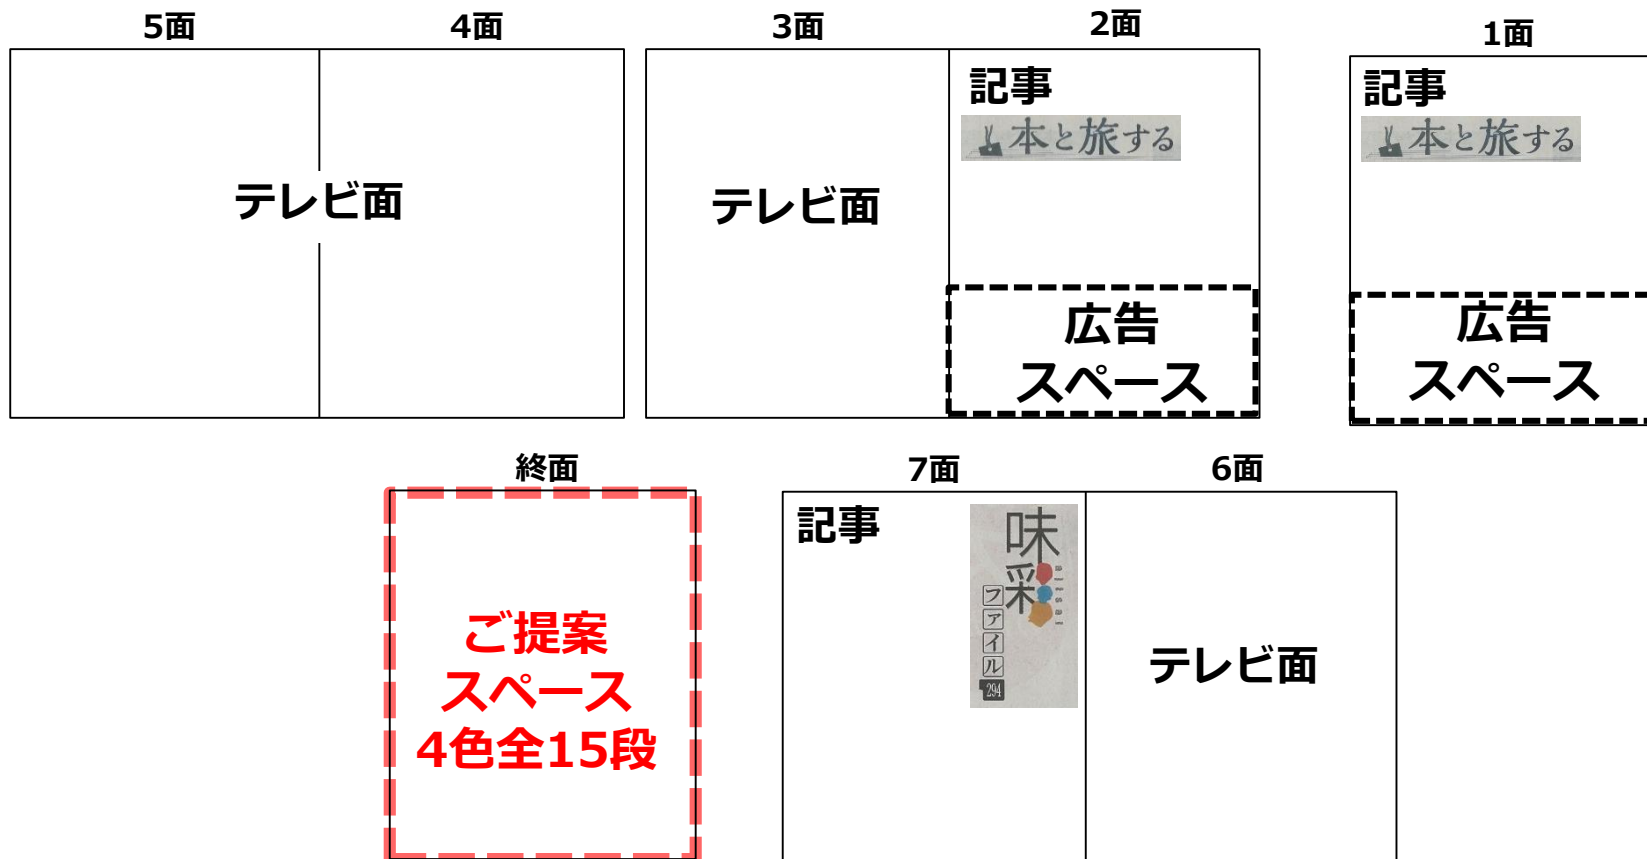 5面
4面
3面
2面
1面
テレビ面
テレビ面
記事
本と旅する
広告
スペース
記事
本と旅する
広告
スペース
終面
7面
6面
ご提案
スペース
4色全15段
記事
味彩
ajisai
ファイル
294
テレビ面